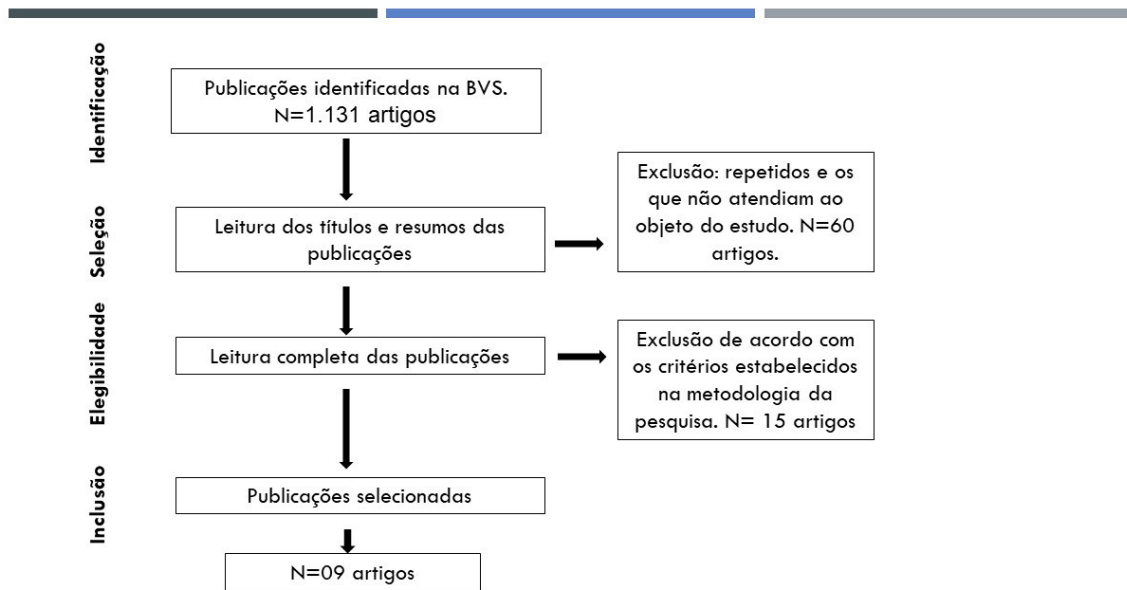 Identificação
Publicações identificadas na BVS.
N=1.131 artigos
Seleção
Leitura dos títulos e resumos das
publicações
Exclusão: repetidos e os
que não atendiam ao
objeto do estudo. N=60
artigos.
Elegibilidade
Leitura completa das publicações
Exclusão de acordo com
os critérios estabelecidos
na metodologia da
pesquisa. N= 15 artigos
Inclusão
Publicações selecionadas
N=09 artigos